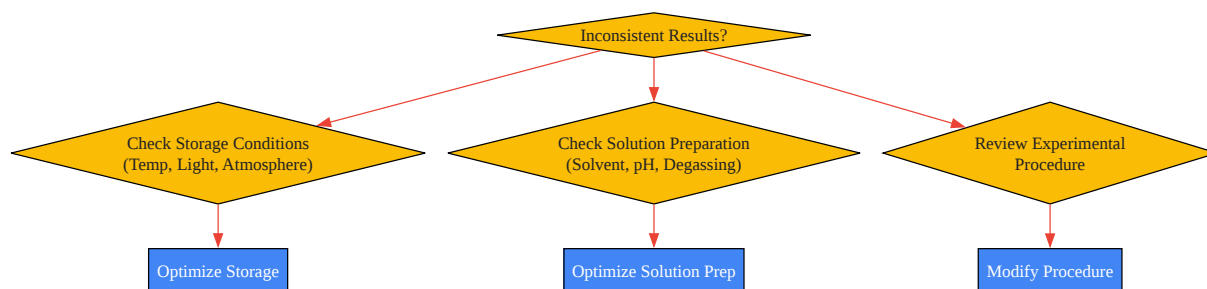 Inconsistent Results?
Check Storage Conditions
(Temp, Light, Atmosphere)
Check Solution Preparation
(Solvent, pH, Degassing)
Review Experimental
Procedure
Optimize Storage
Optimize Solution Prep
Modify Procedure